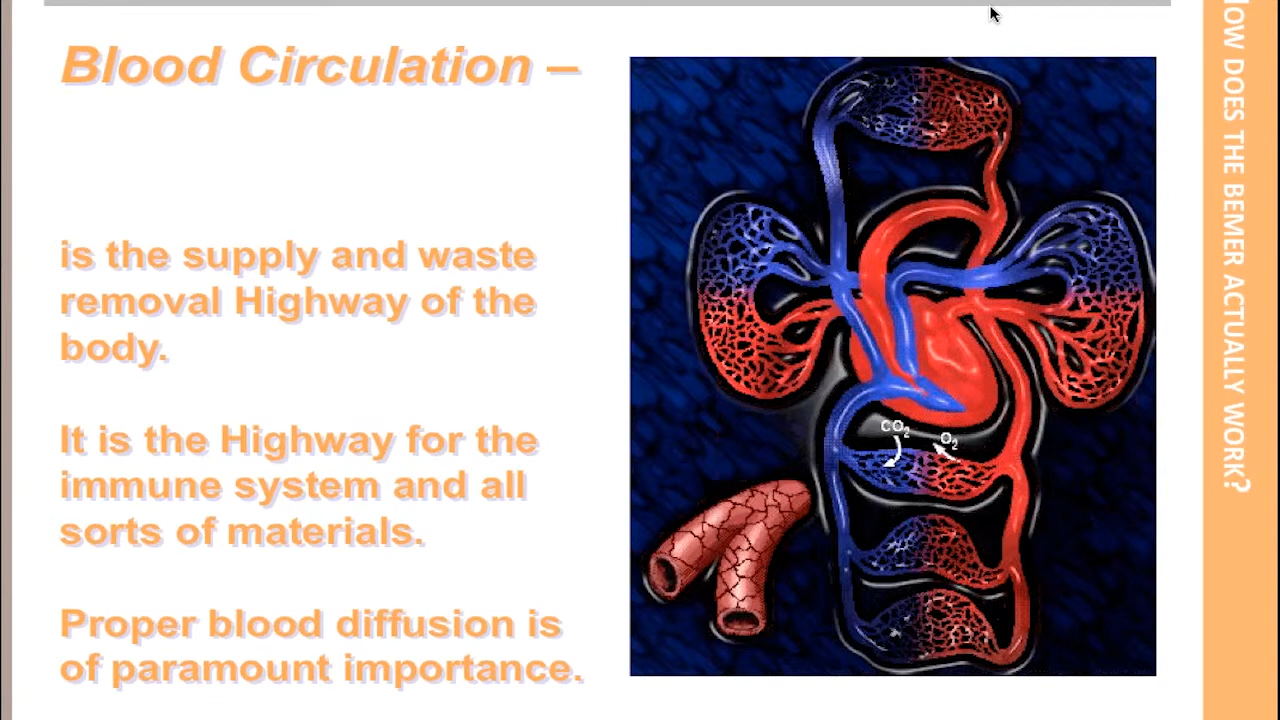 Blood Circulation –
is the supply and waste
removal Highway of the
body.
It is the Highway for the
immune system and all
sorts of materials.
Proper blood diffusion is
of paramount importance.
CO₂
O₂
HOW DOES THE BEMER ACTUALLY WORK?